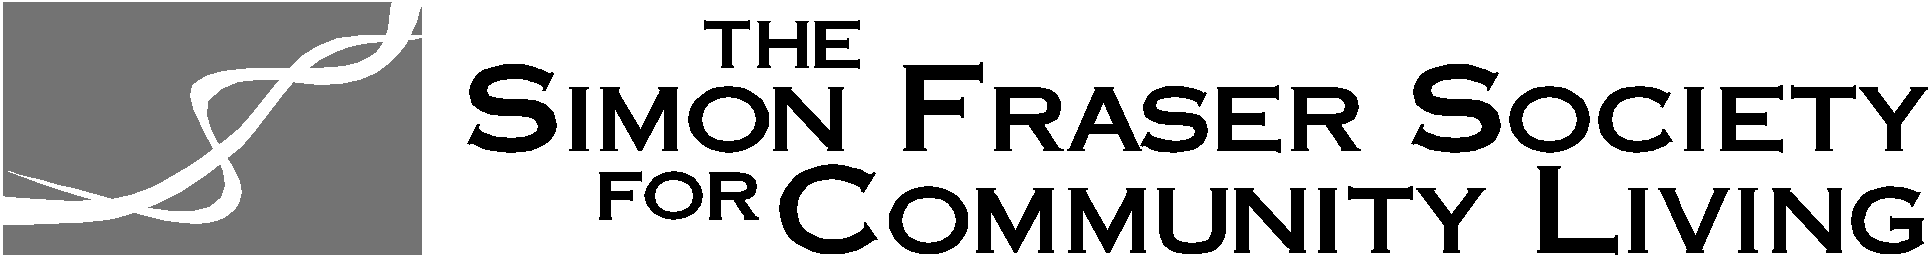 THE
SIMON FRASER SOCIETY
FOR COMMUNITY LIVING